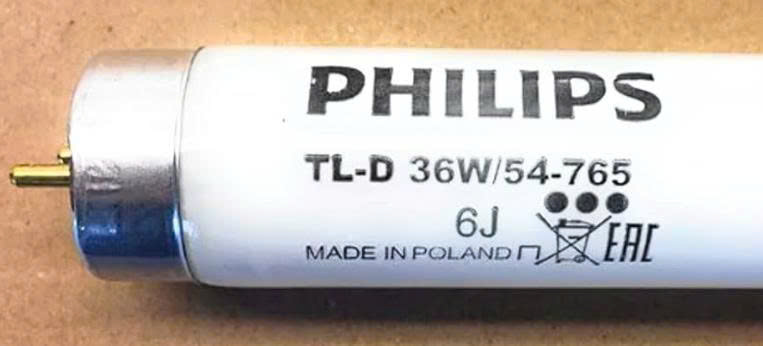 PHILIPS
TL-D 36W/54-765
6J
MADE IN POLAND П EAC